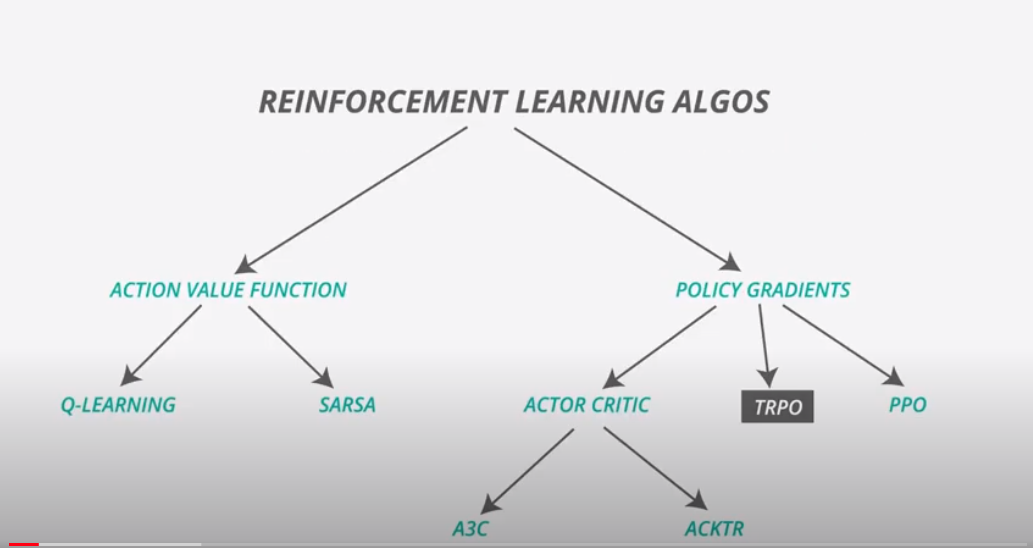 REINFORCEMENT LEARNING ALGOS
ACTION VALUE FUNCTION
POLICY GRADIENTS
Q-LEARNING
SARSA
ACTOR CRITIC
TRPO
PPO
A3C
ACKTR